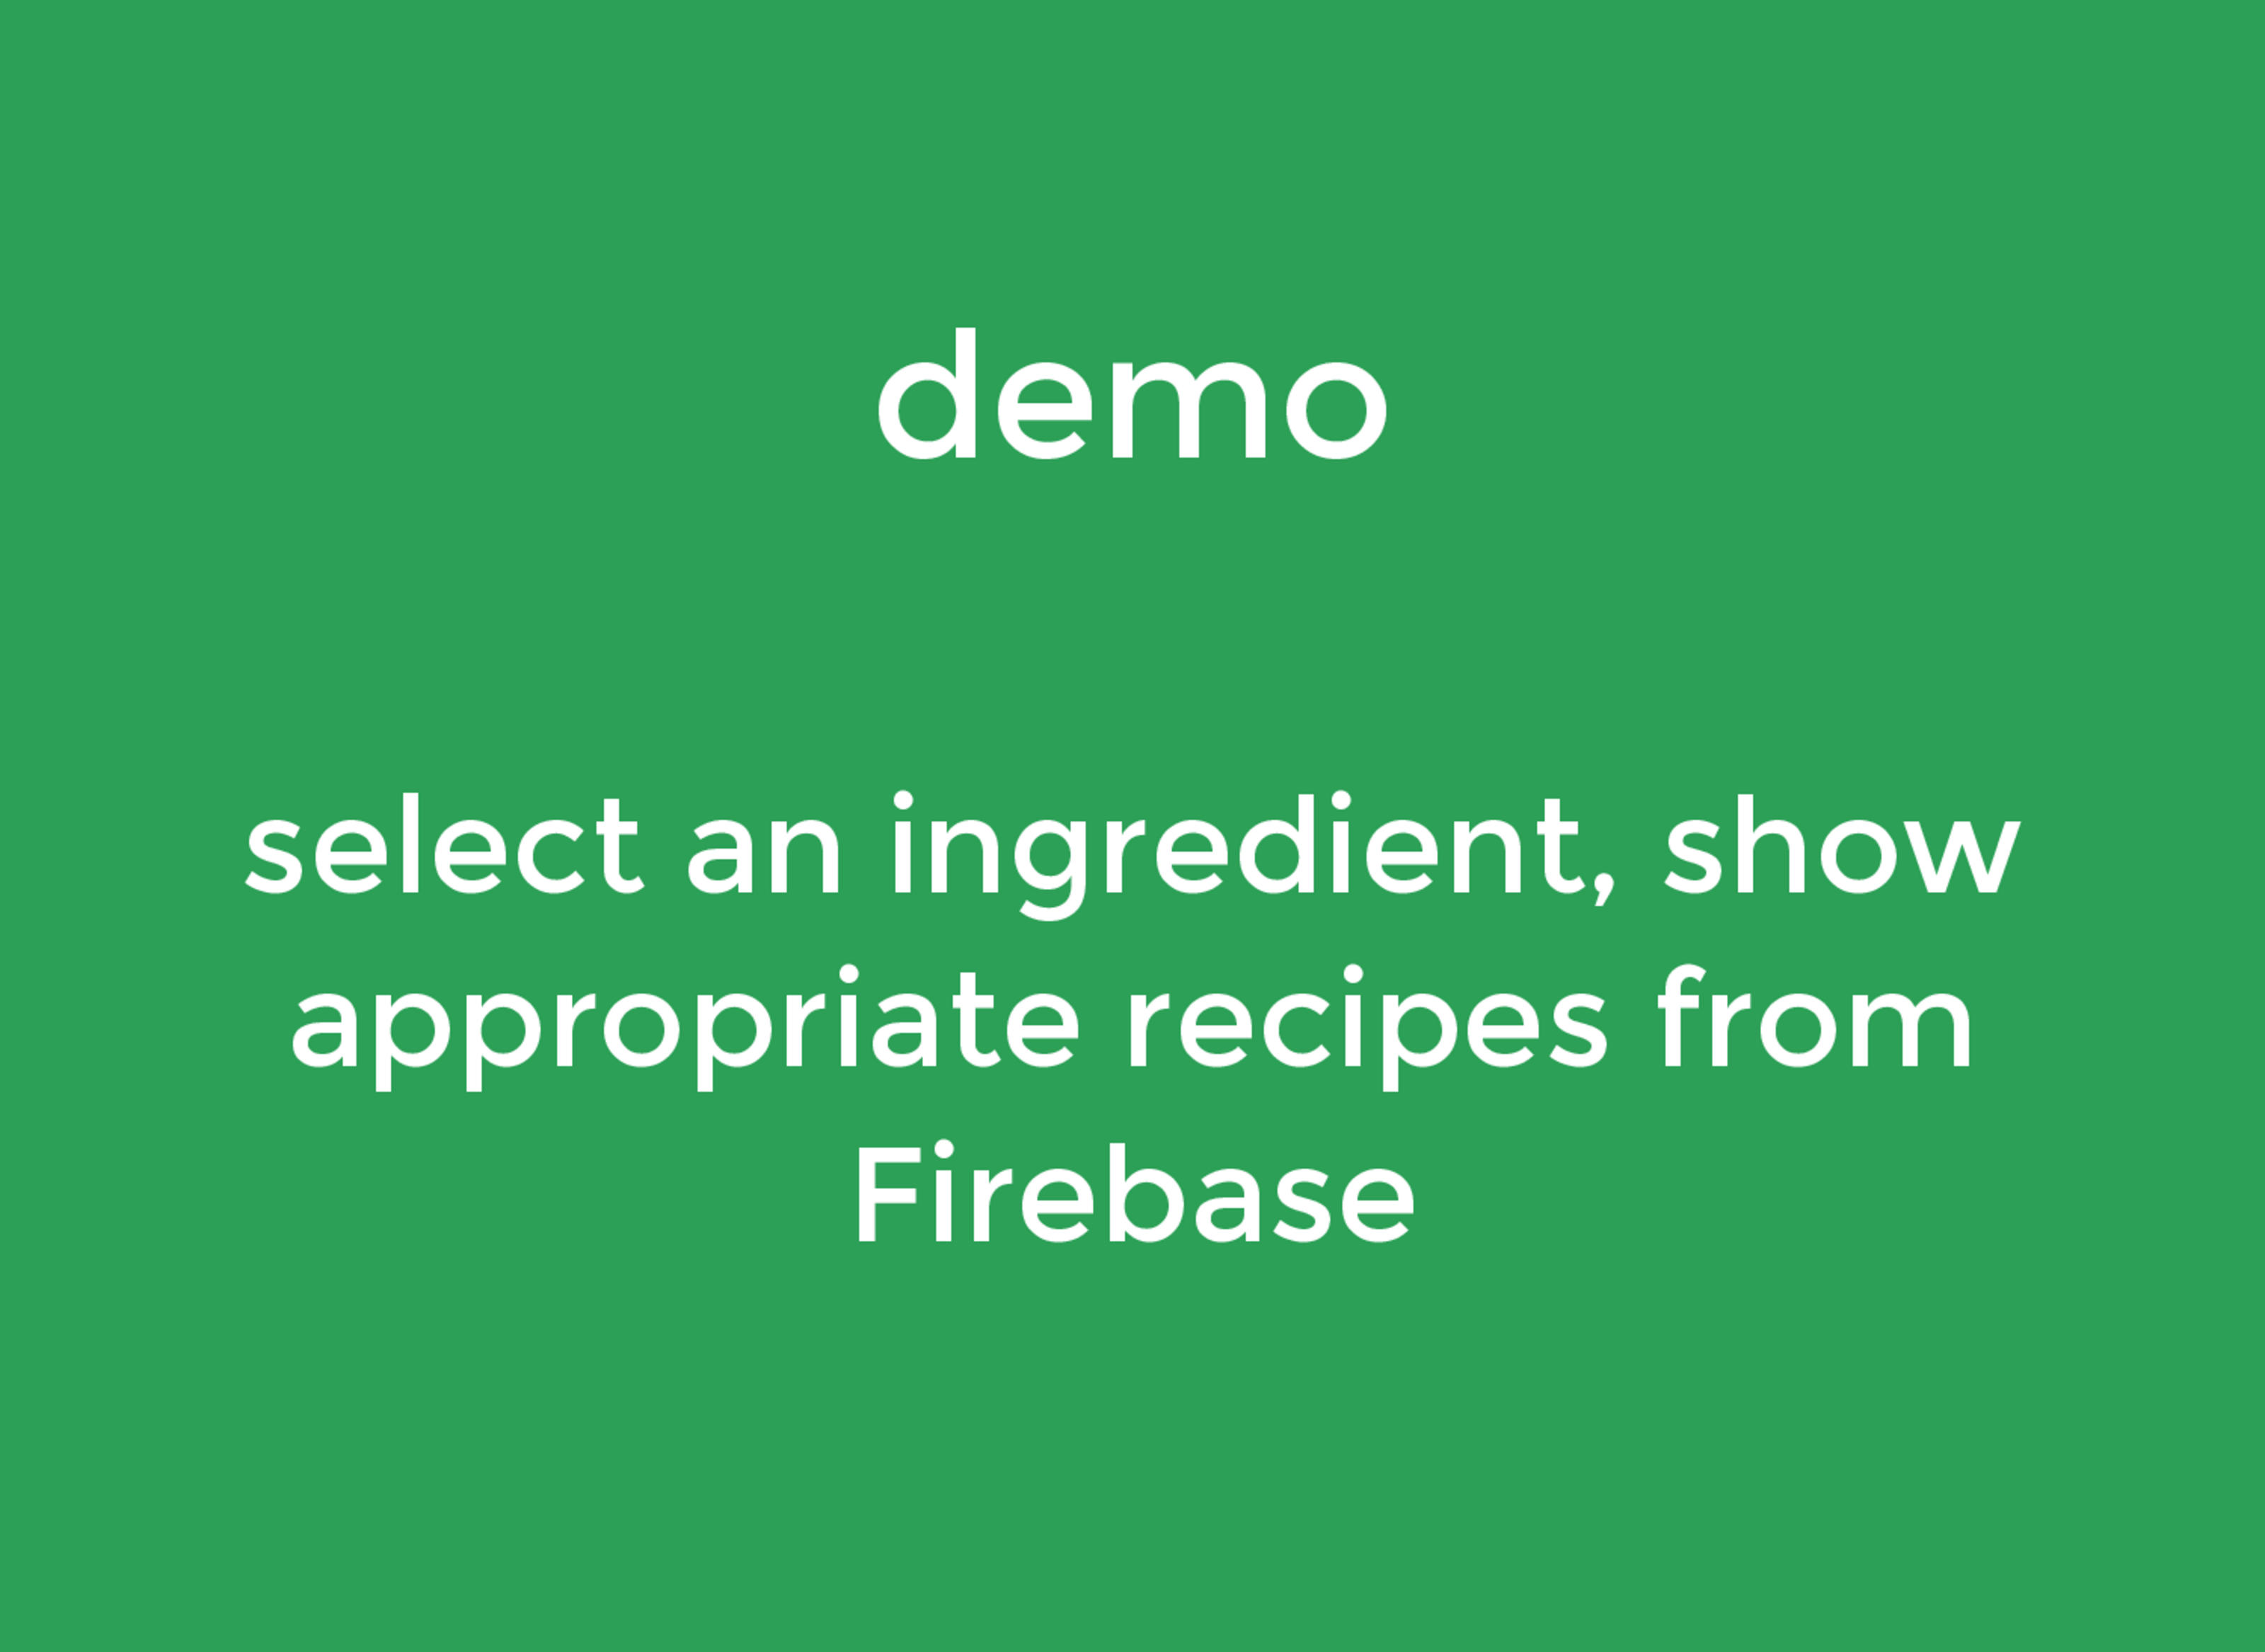 demo
select an ingredient, show
appropriate recipes from
Firebase